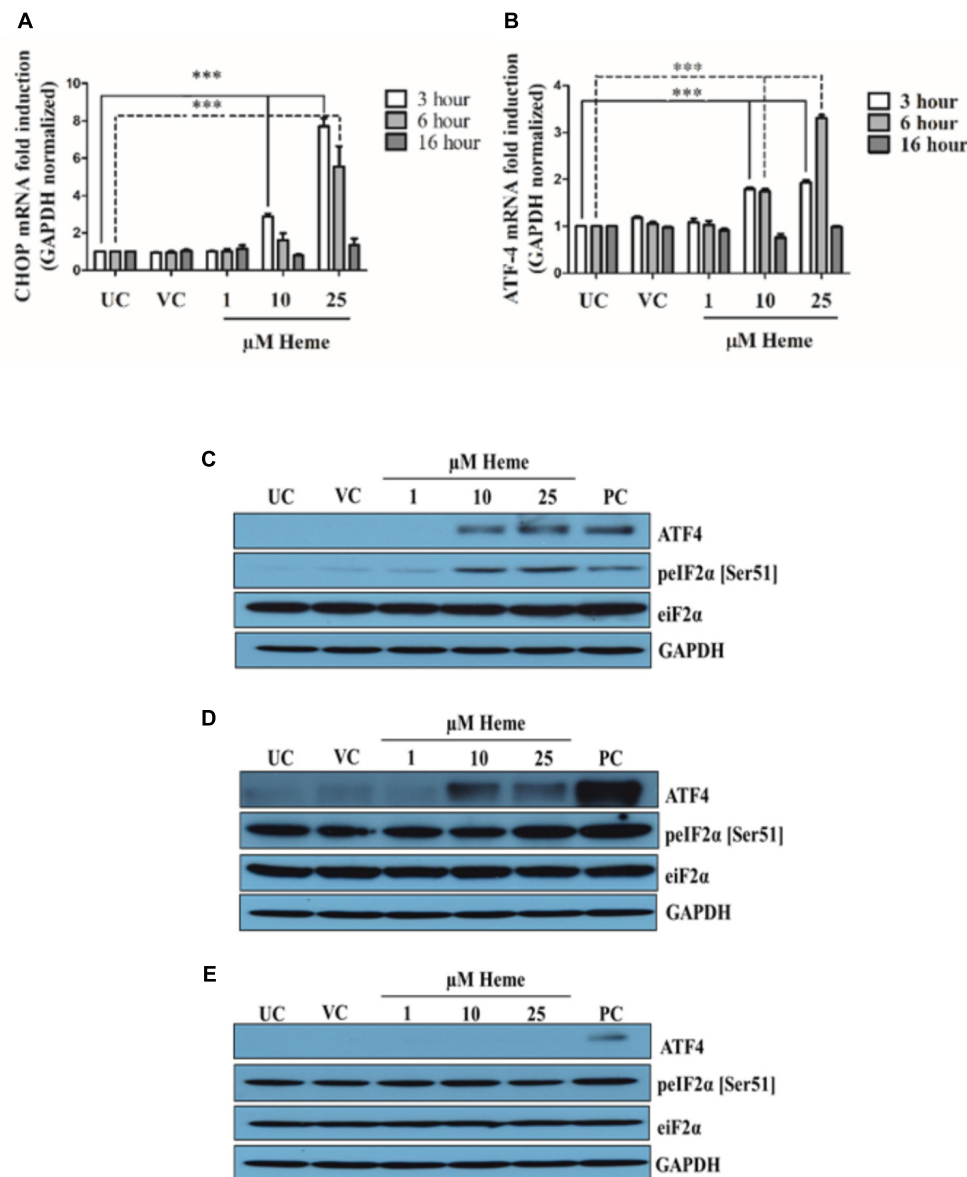 A
B
CHOP mRNA fold induction
(GAPDH normalized)
10
8
6
4
2
0
***
***
UC VC 1 10 25
µM Heme
3 hour
6 hour
16 hour
ATF-4 mRNA fold induction
(GAPDH normalized)
4
3
2
1
0
***
***
UC VC 1 10 25
µM Heme
3 hour
6 hour
16 hour
C
µM Heme
UC VC 1 10 25 PC
ATF4
peIF2α [Ser51]
eiF2α
GAPDH
D
µM Heme
UC VC 1 10 25 PC
ATF4
peIF2α [Ser51]
eiF2α
GAPDH
E
µM Heme
UC VC 1 10 25 PC
ATF4
peIF2α [Ser51]
eiF2α
GAPDH